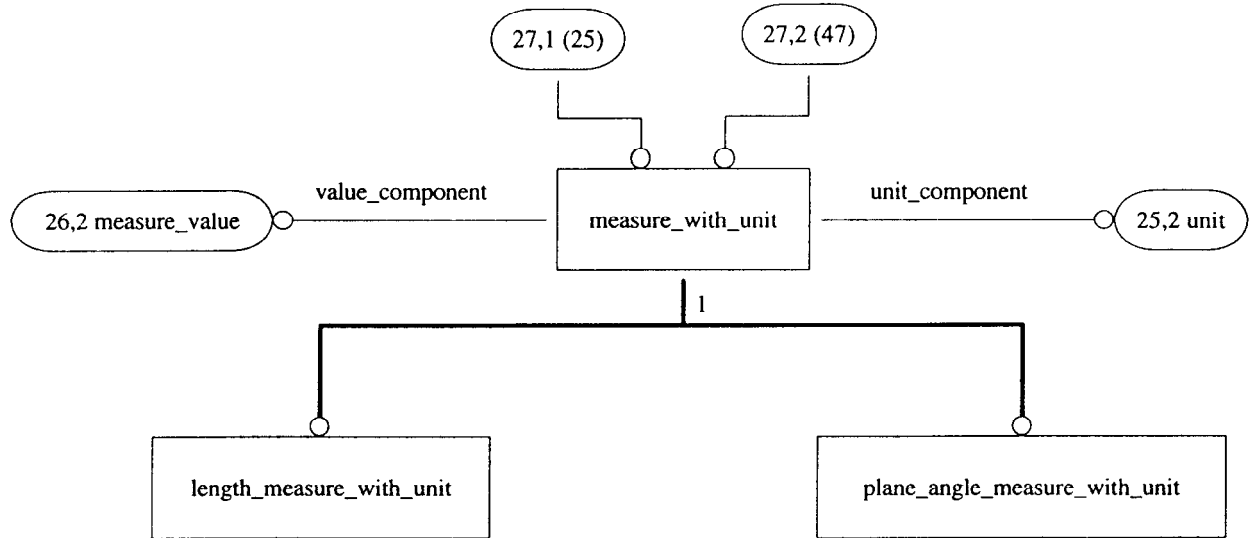 27,1 (25)
27,2 (47)
value_component
unit_component
26,2 measure_value
measure_with_unit
25,2 unit
1
length_measure_with_unit
plane_angle_measure_with_unit